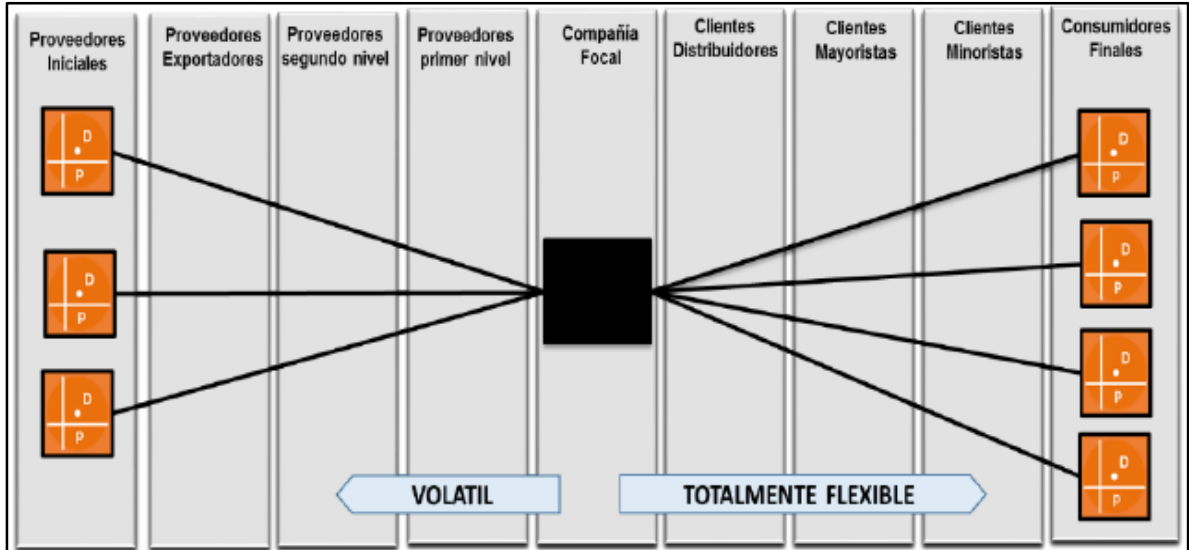 Proveedores
Iniciales
Proveedores
Exportadores
Proveedores
segundo nivel
Proveedores
primer nivel
Compañía
Focal
Clientes
Distribuidores
Clientes
Mayoristas
Clientes
Minoristas
Consumidores
Finales
D
P
D
P
D
P
D
P
D
P
D
P
D
P
VOLATIL
TOTALMENTE FLEXIBLE